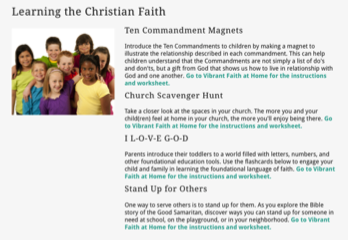 Learning the Christian Faith
Ten Commandment Magnets
Introduce the Ten Commandments to children by making a magnet to
illustrate the relationship described in each commandment. This can help
children understand that the Commandments are not simply a list of do's
and don'ts, but a gift from God that shows us how to live in relationship with
God and one another. Go to Vibrant Faith at Home for the instructions
and worksheet.
Church Scavenger Hunt
Take a closer look at the spaces in your church. The more you and your
child(ren) feel at home in your church, the more you'll enjoy being there. Go
to Vibrant Faith at Home for the instructions and worksheet.
I L-O-V-E G-O-D
Parents introduce their toddlers to a world filled with letters, numbers, and
other foundational education tools. Use the flashcards below to engage your
child and family in learning the foundational language of faith. Go to Vibrant
Faith at Home for the instructions and worksheet.
Stand Up for Others
One way to serve others is to stand up for them. As you explore the Bible
story of the Good Samaritan, discover ways you can stand up for someone in
need at school, on the playground, or in your neighborhood. Go to Vibrant
Faith at Home for the instructions and worksheet.